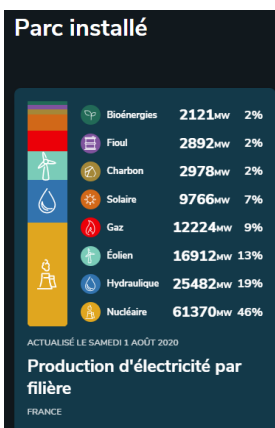 Parc installé
Bioénergies 2121MW 2%
Fioul 2892MW 2%
Charbon 2978MW 2%
Solaire 9766MW 7%
Gaz 12224MW 9%
Éolien 16912MW 13%
Hydraulique 25482MW 19%
Nucléaire 61370MW 46%
ACTUALISÉ LE SAMEDI 1 AOÛT 2020
Production d'électricité par
filière
FRANCE